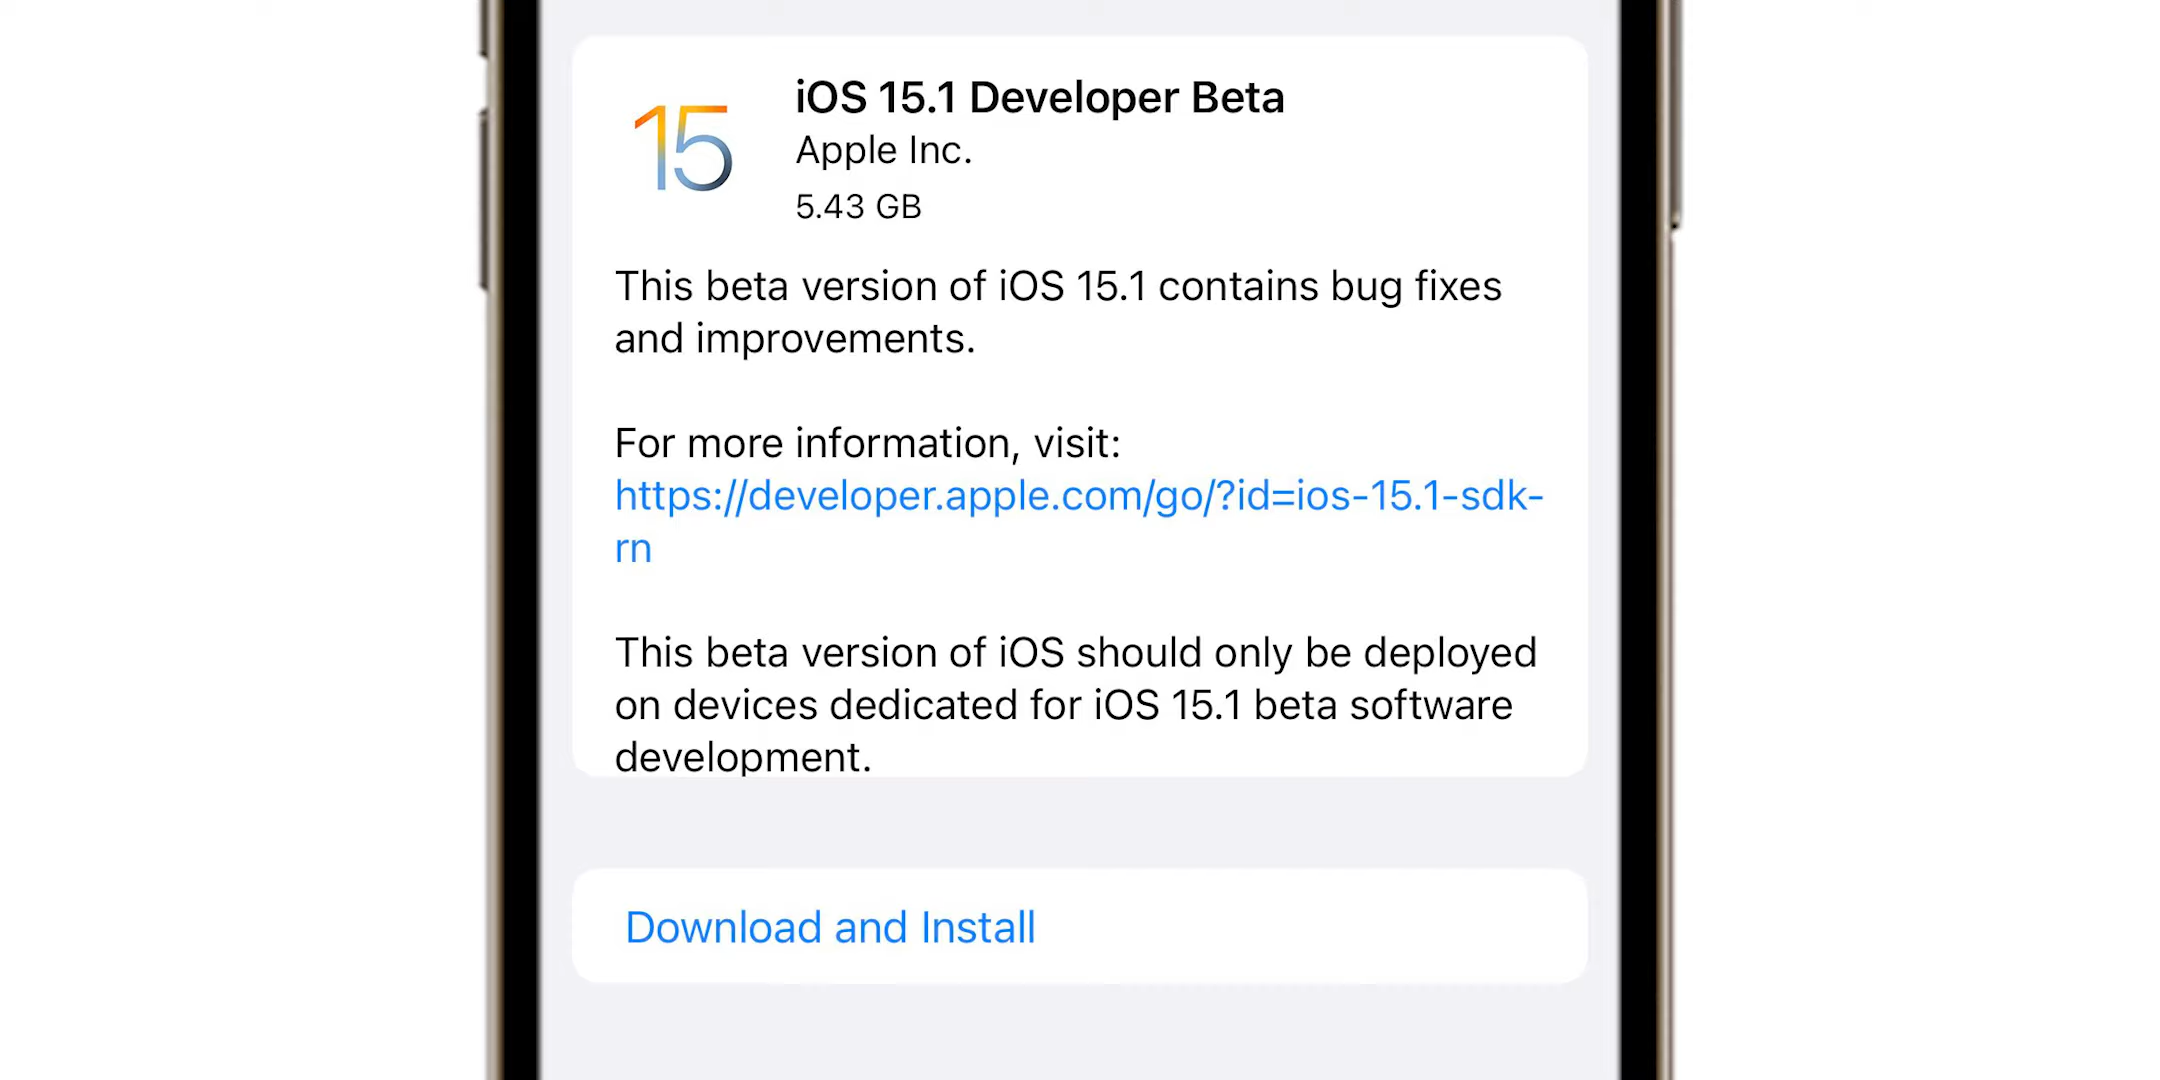 15
iOS 15.1 Developer Beta
Apple Inc.
5.43 GB
This beta version of iOS 15.1 contains bug fixes
and improvements.
For more information, visit:
https://developer.apple.com/go/?id=ios-15.1-sdk-
rn
This beta version of iOS should only be deployed
on devices dedicated for iOS 15.1 beta software
development.
Download and Install